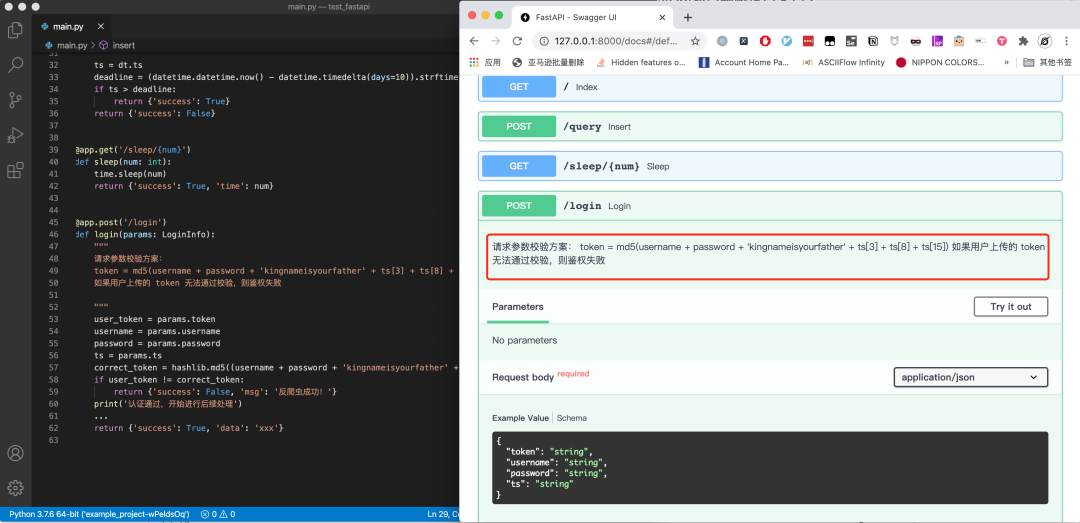 main.py — test_fastapi
main.py
main.py > insert
32 ts = dt.ts
33 deadline = (datetime.datetime.now() - datetime.timedelta(days=10)).strftime
34 if ts > deadline:
35 return {'success': True}
36 return {'success': False}
37
38
39 @app.get('/sleep/{num}')
40 def sleep(num: int):
41 time.sleep(num)
42 return {'success': True, 'time': num}
43
44
45 @app.post('/login')
46 def login(params: LoginInfo):
47 """
48 请求参数校验方案:
49 token = md5(username + password + 'kingnameisyourfather' + ts[3] + ts[8] +
50 如果用户上传的 token 无法通过校验，则鉴权失败
51
52 """
53 user_token = params.token
54 username = params.username
55 password = params.password
56 ts = params.ts
57 correct_token = hashlib.md5((username + password + 'kingnameisyourfather' +
58 if user_token != correct_token:
59 return {'success': False, 'msg': '反爬虫成功！'}
60 print('认证通过，开始进行后续处理')
61 ...
62 return {'success': True, 'data': 'xxx'}
63
Python 3.7.6 64-bit ('example_project-wPeldsOq') 0 0 Ln 29, Co
FastAPI - Swagger UI
127.0.0.1:8000/docs#/def...
应用 亚马逊批量删除 Hidden features o... Account Home Pa... ASCIIFlow Infinity NIPPON COLORS... » 其他书签
GET / Index
POST /query Insert
GET /sleep/{num} Sleep
POST /login Login
请求参数校验方案： token = md5(username + password + 'kingnameisyourfather' + ts[3] + ts[8] + ts[15]) 如果用户上传的 token
无法通过校验，则鉴权失败
Parameters Try it out
No parameters
Request body required application/json
Example Value Schema
{
"token": "string",
"username": "string",
"password": "string",
"ts": "string"
}